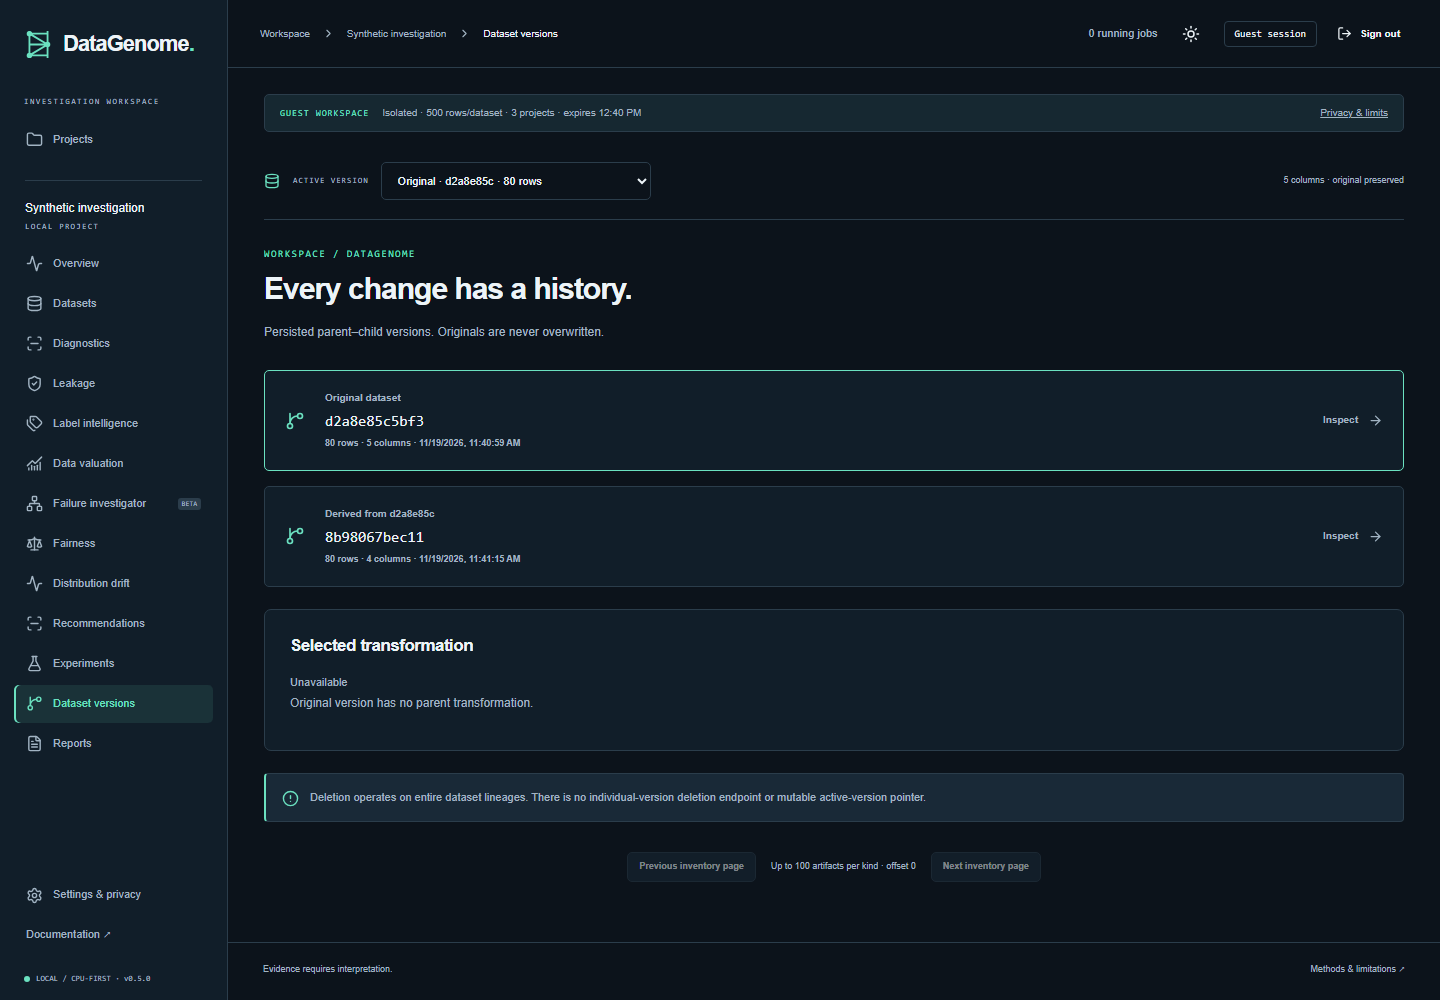 DataGenome.
INVESTIGATION WORKSPACE
Projects
Synthetic investigation
LOCAL PROJECT
Overview
Datasets
Diagnostics
Leakage
Label intelligence
Data valuation
Failure investigator BETA
Fairness
Distribution drift
Recommendations
Experiments
Dataset versions
Reports
Settings & privacy
Documentation ↗
LOCAL / CPU-FIRST · v0.5.0
Workspace > Synthetic investigation > Dataset versions
0 running jobs
Guest session
Sign out
GUEST WORKSPACE Isolated · 500 rows/dataset · 3 projects · expires 12:40 PM
Privacy & limits
ACTIVE VERSION Original · d2a8e85c · 80 rows
5 columns · original preserved
WORKSPACE / DATAGENOME
Every change has a history.
Persisted parent–child versions. Originals are never overwritten.
Original dataset
d2a8e85c5bf3
80 rows · 5 columns · 11/19/2026, 11:40:59 AM
Inspect →
Derived from d2a8e85c
8b98067bec11
80 rows · 4 columns · 11/19/2026, 11:41:15 AM
Inspect →
Selected transformation
Unavailable
Original version has no parent transformation.
Deletion operates on entire dataset lineages. There is no individual-version deletion endpoint or mutable active-version pointer.
Previous inventory page Up to 100 artifacts per kind · offset 0 Next inventory page
Evidence requires interpretation.
Methods & limitations ↗